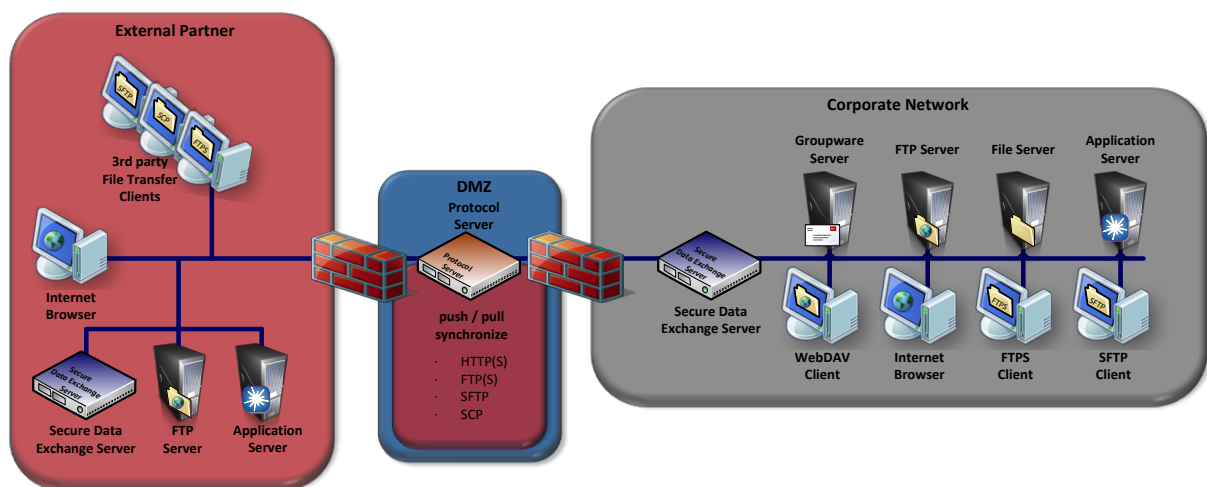 External Partner
SFTP
SCP
FTPS
3rd party
File Transfer
Clients
Internet
Browser
Secure
Data Exchange
Server
Secure Data
Exchange Server
FTP
Server
Application
Server
DMZ
Protocol
Server
Protocol
Server
push / pull
synchronize
· HTTP(S)
· FTP(S)
· SFTP
· SCP
Corporate Network
Groupware
Server
FTP Server
File Server
Application
Server
Secure
Data Exchange
Server
Secure Data
Exchange Server
WebDAV
Client
Internet
Browser
FTPS
FTPS
Client
SFTP
SFTP
Client